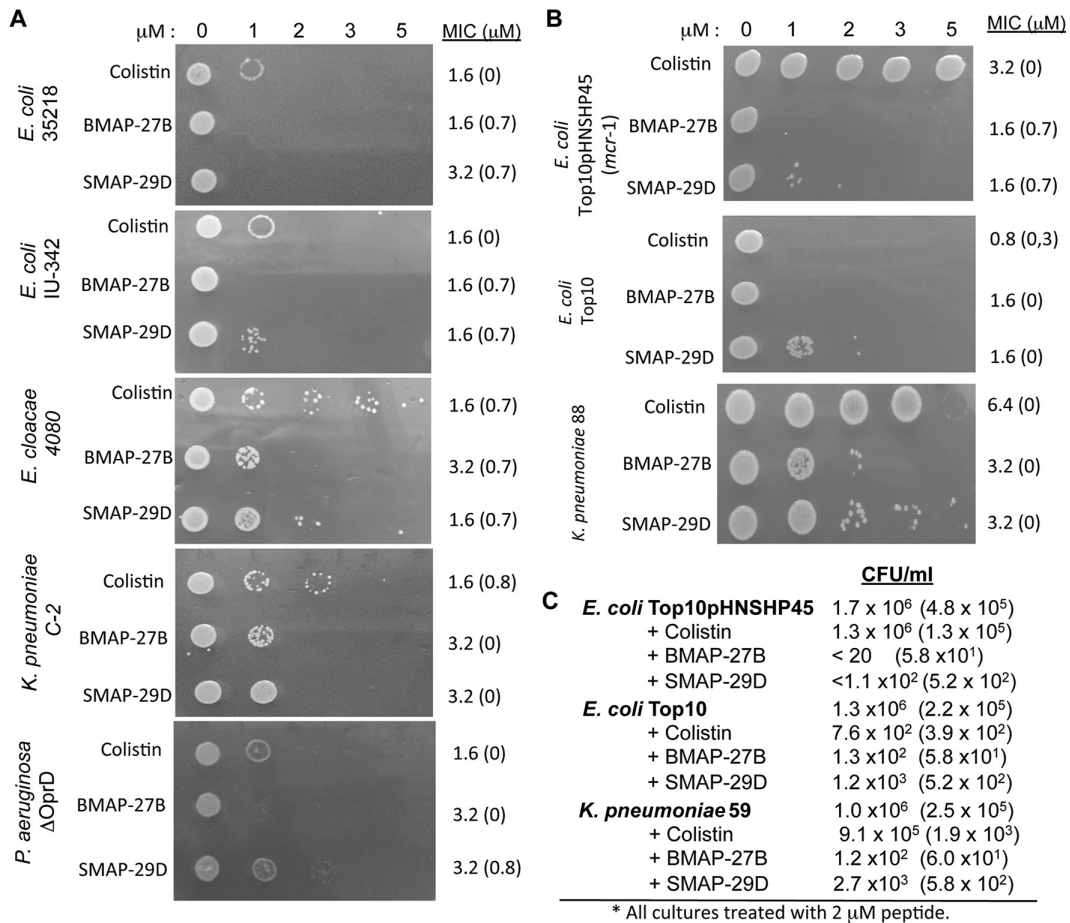 A
μM : 0 1 2 3 5 MIC (μM)
E. coli
35218
Colistin 1.6 (0)
BMAP-27B 1.6 (0.7)
SMAP-29D 3.2 (0.7)
E. coli
IU-342
Colistin 1.6 (0)
BMAP-27B 1.6 (0.7)
SMAP-29D 1.6 (0.7)
E. cloacae
4080
Colistin 1.6 (0.7)
BMAP-27B 3.2 (0.7)
SMAP-29D 1.6 (0.7)
K. pneumoniae
C-2
Colistin 1.6 (0.8)
BMAP-27B 3.2 (0)
SMAP-29D 3.2 (0)
P. aeruginosa
ΔOprD
Colistin 1.6 (0)
BMAP-27B 3.2 (0)
SMAP-29D 3.2 (0.8)
B
μM : 0 1 2 3 5 MIC (μM)
E. coli
Top10pHNSHP45
(mcr-1)
Colistin 3.2 (0)
BMAP-27B 1.6 (0.7)
SMAP-29D 1.6 (0.7)
E. coli
Top10
Colistin 0.8 (0,3)
BMAP-27B 1.6 (0)
SMAP-29D 1.6 (0)
K. pneumoniae 88
Colistin 6.4 (0)
BMAP-27B 3.2 (0)
SMAP-29D 3.2 (0)
C
CFU/ml
E. coli Top10pHNSHP45 1.7 x 10⁶ (4.8 x 10⁵)
+ Colistin 1.3 x 10⁶ (1.3 x 10⁵)
+ BMAP-27B < 20 (5.8 x10¹)
+ SMAP-29D <1.1 x10² (5.2 x 10²)
E. coli Top10 1.3 x10⁶ (2.2 x 10⁵)
+ Colistin 7.6 x 10² (3.9 x 10²)
+ BMAP-27B 1.3 x 10² (5.8 x10¹)
+ SMAP-29D 1.2 x10³ (5.2 x 10²)
K. pneumoniae 59 1.0 x 10⁶ (2.5 x 10⁵)
+ Colistin 9.1 x 10⁵ (1.9 x 10³)
+ BMAP-27B 1.2 x10² (6.0 x 10¹)
+ SMAP-29D 2.7 x10³ (5.8 x 10²)
* All cultures treated with 2 μM peptide.